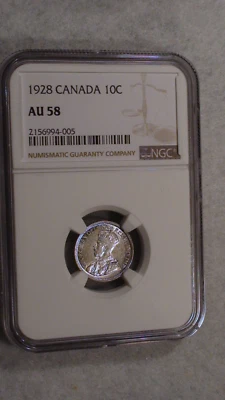 1928 CANADA 10C
AU 58
2156994-005
NUMISMATIC GUARANTY COMPANY
NGC